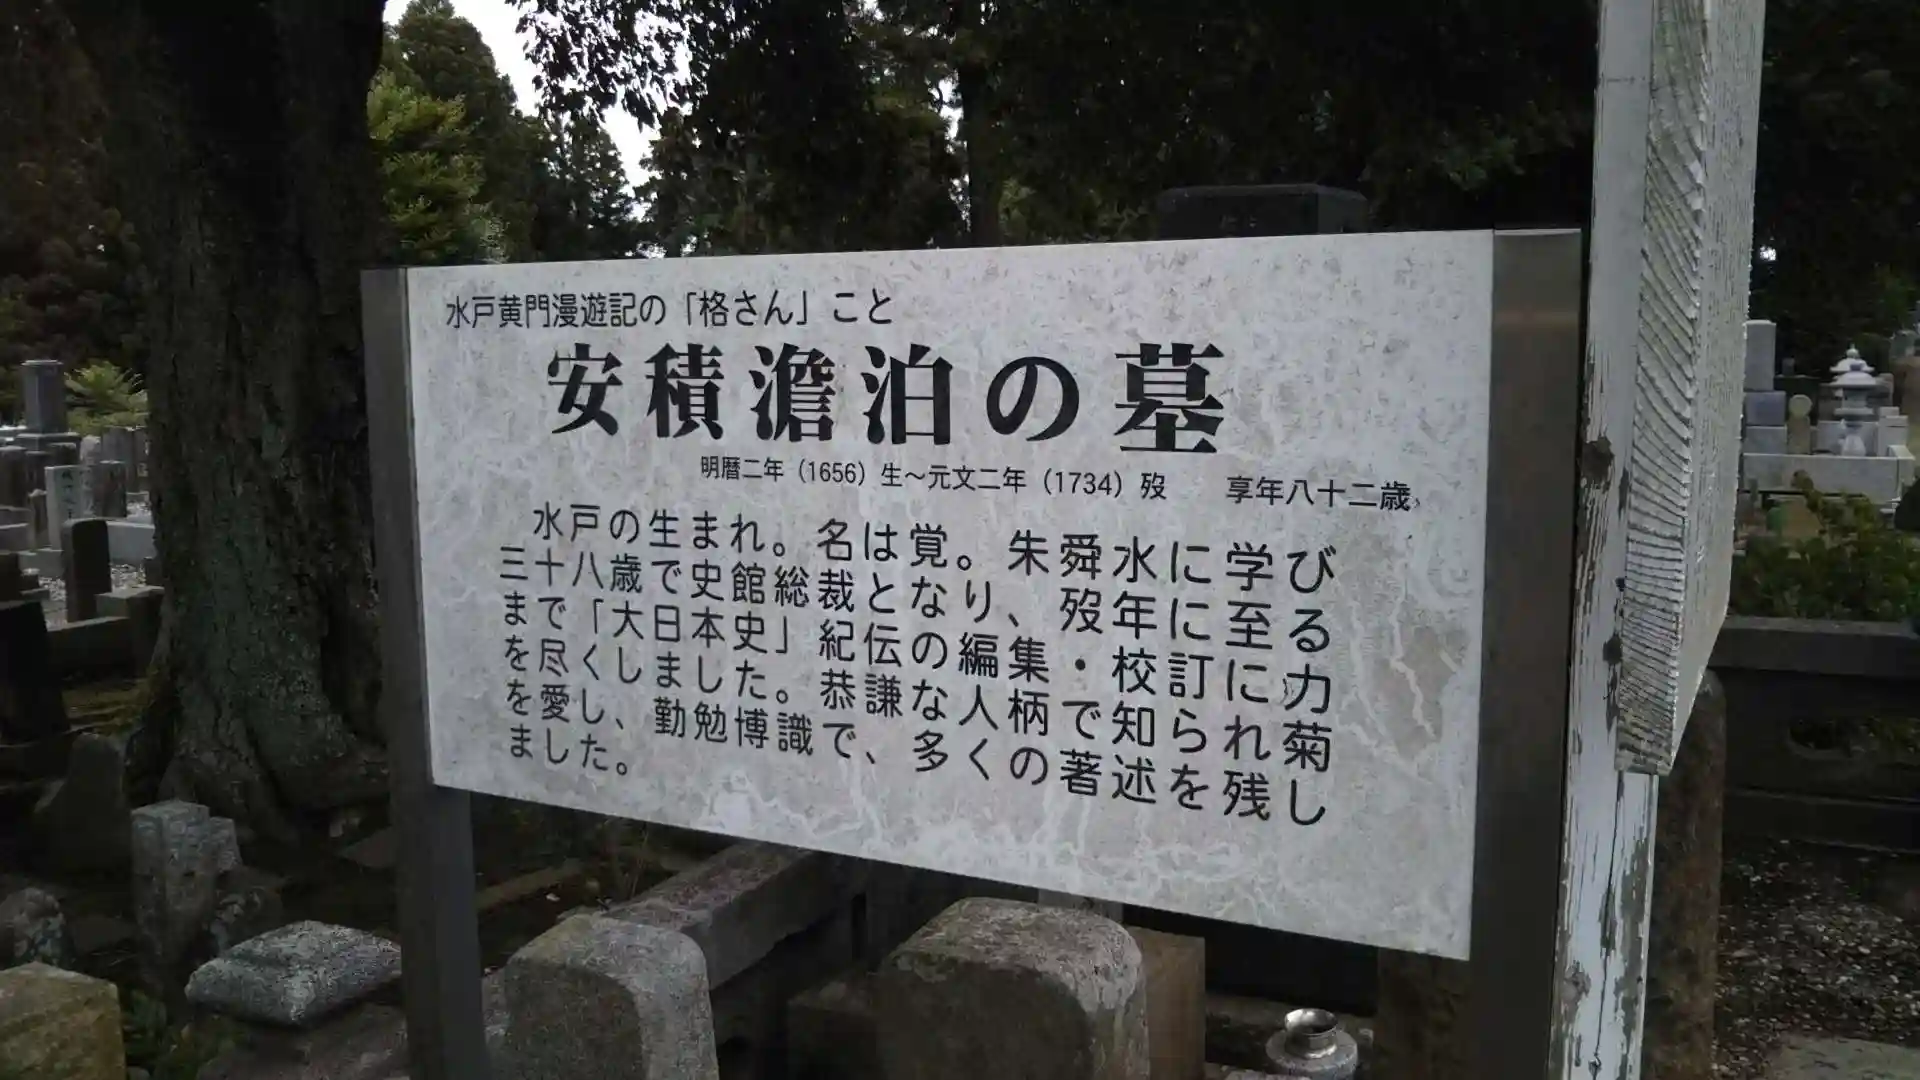 水戸黄門漫遊記の「格さん」こと
安積澹泊の墓
明暦二年（1656）生～元文二年（1734）歿　享年八十二歳
水戸の生まれ。名は覚。朱舜水に学び
三十八歳で史館総裁となり、歿年に至る
まで「大日本史」紀伝の編集・校訂に力
を尽くしました。恭謙な人柄で知られ菊
を愛し、勤勉博識で、多くの著述を残し
ました。